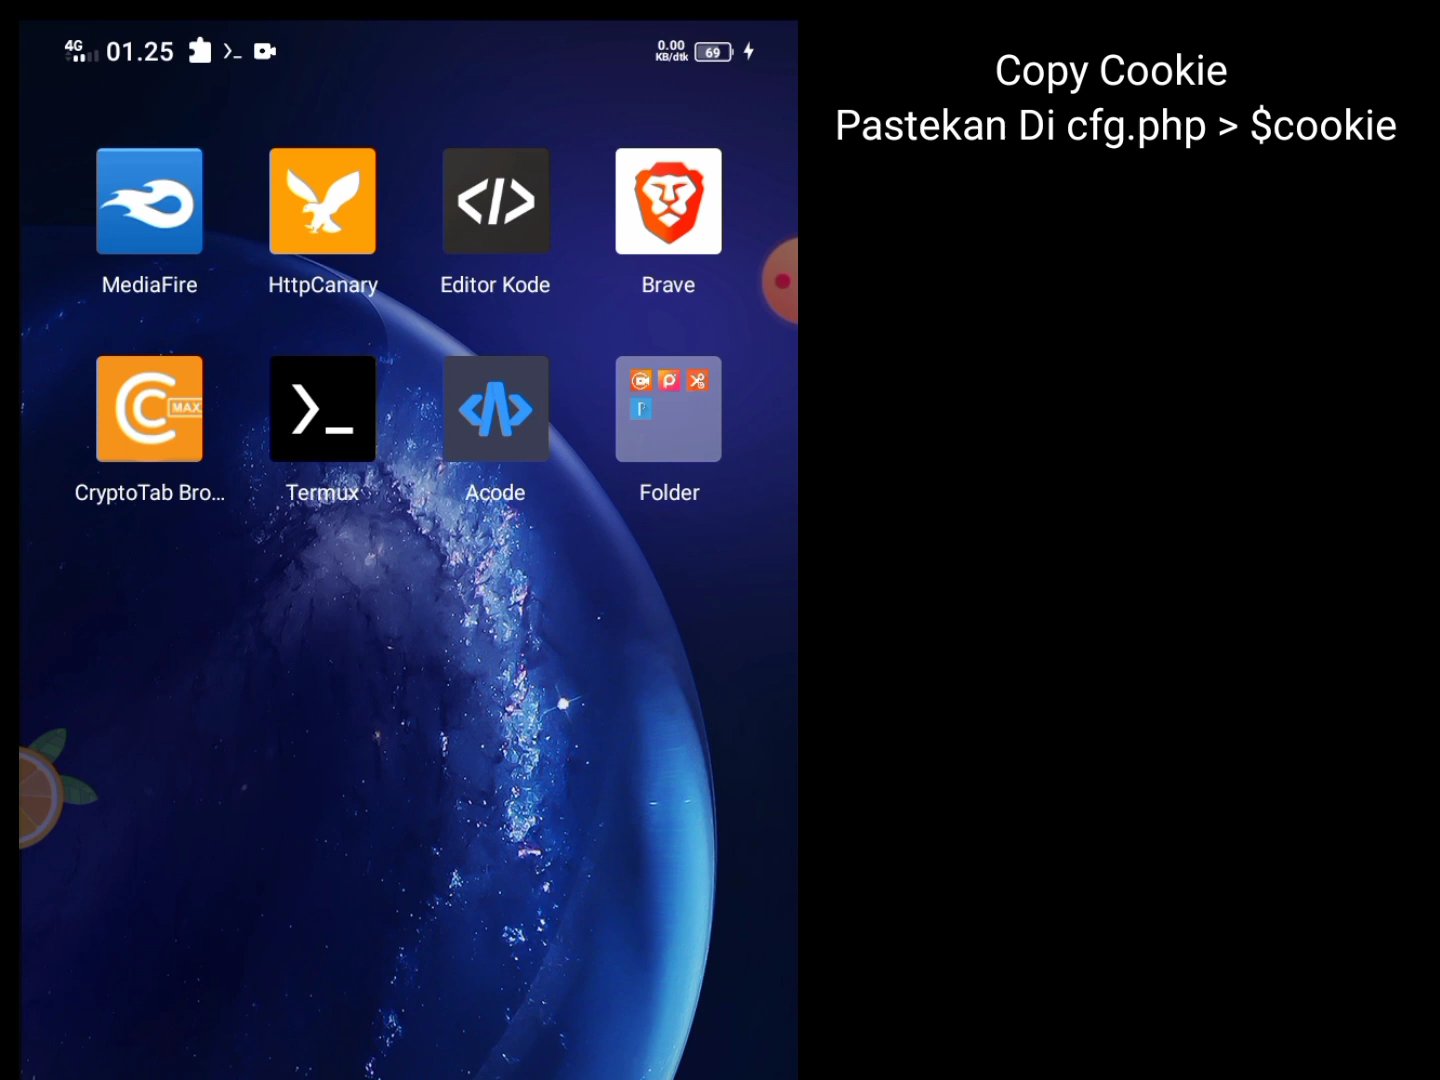 4G 01.25 0.00 KB/dtk 69
Copy Cookie
Pastekan Di cfg.php > $cookie
MediaFire HttpCanary Editor Kode Brave
MAX
CryptoTab Bro... Termux Acode Folder